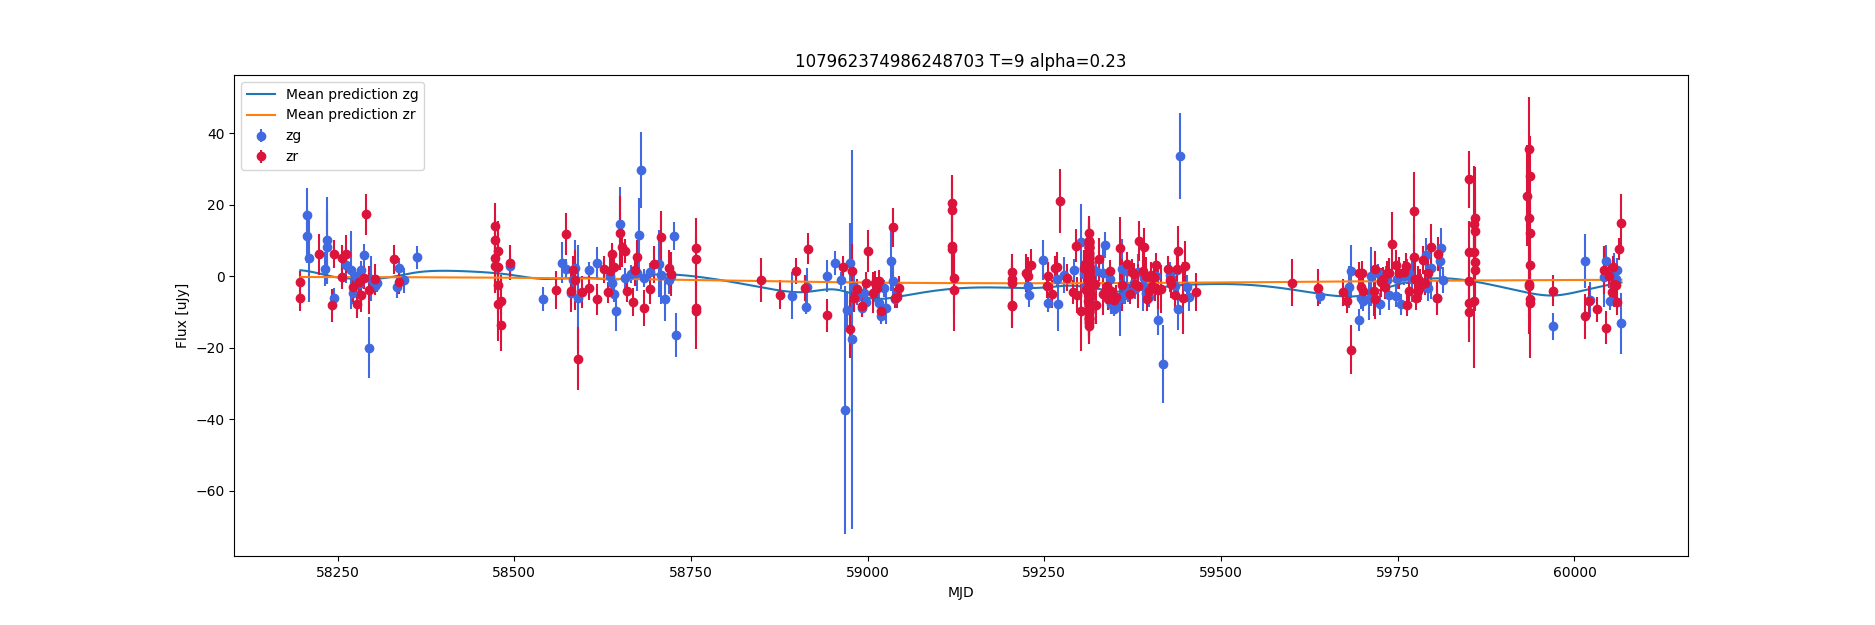 107962374986248703 T=9 alpha=0.23
Mean prediction zg
Mean prediction zr
zg
zr
Flux [uJy]
40
20
0
−20
−40
−60
58250
58500
58750
59000
59250
59500
59750
60000
MJD